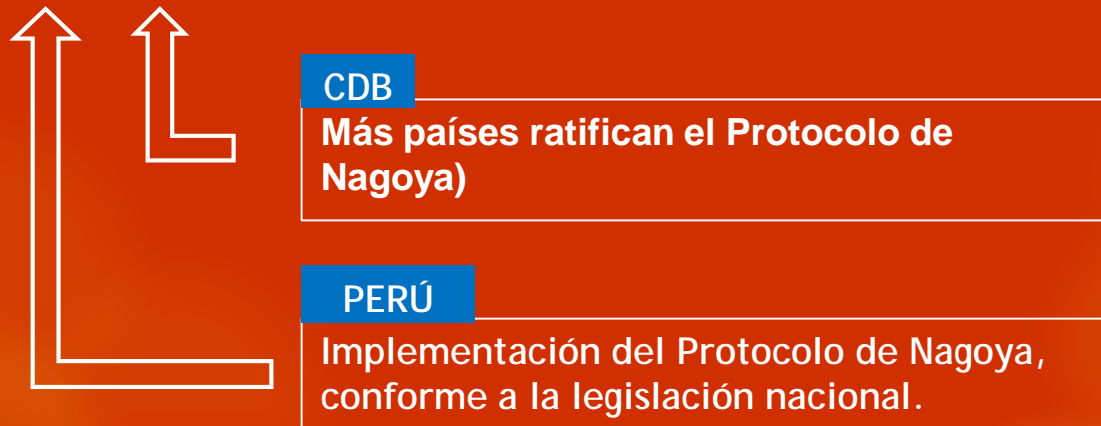 CDB
Más países ratifican el Protocolo de
Nagoya)
PERÚ
Implementación del Protocolo de Nagoya,
conforme a la legislación nacional.